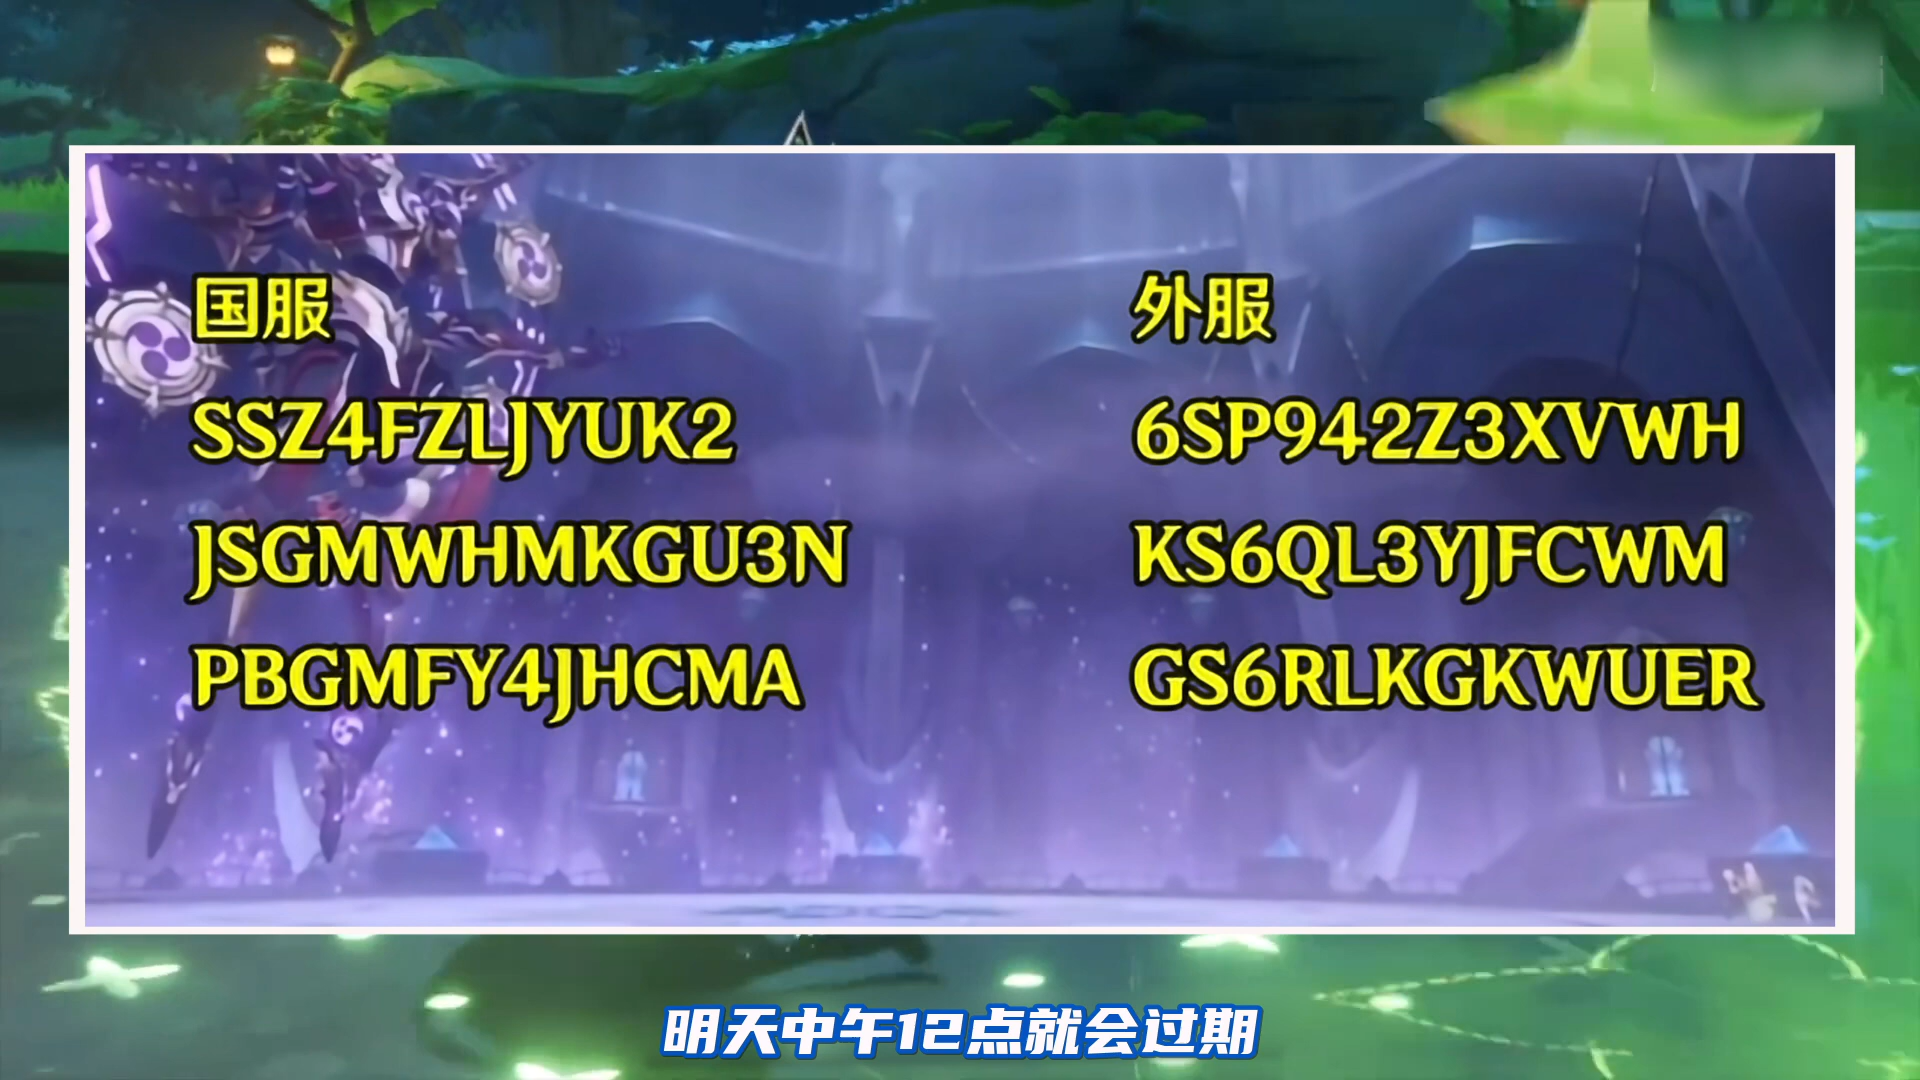 国服
SSZ4FZLJYUK2
JSGMWHMKGU3N
PBGMFY4JHCMA
外服
6SP942Z3XVWH
KS6QL3YJFCWM
GS6RLKGKWUER
明天中午12点就会过期